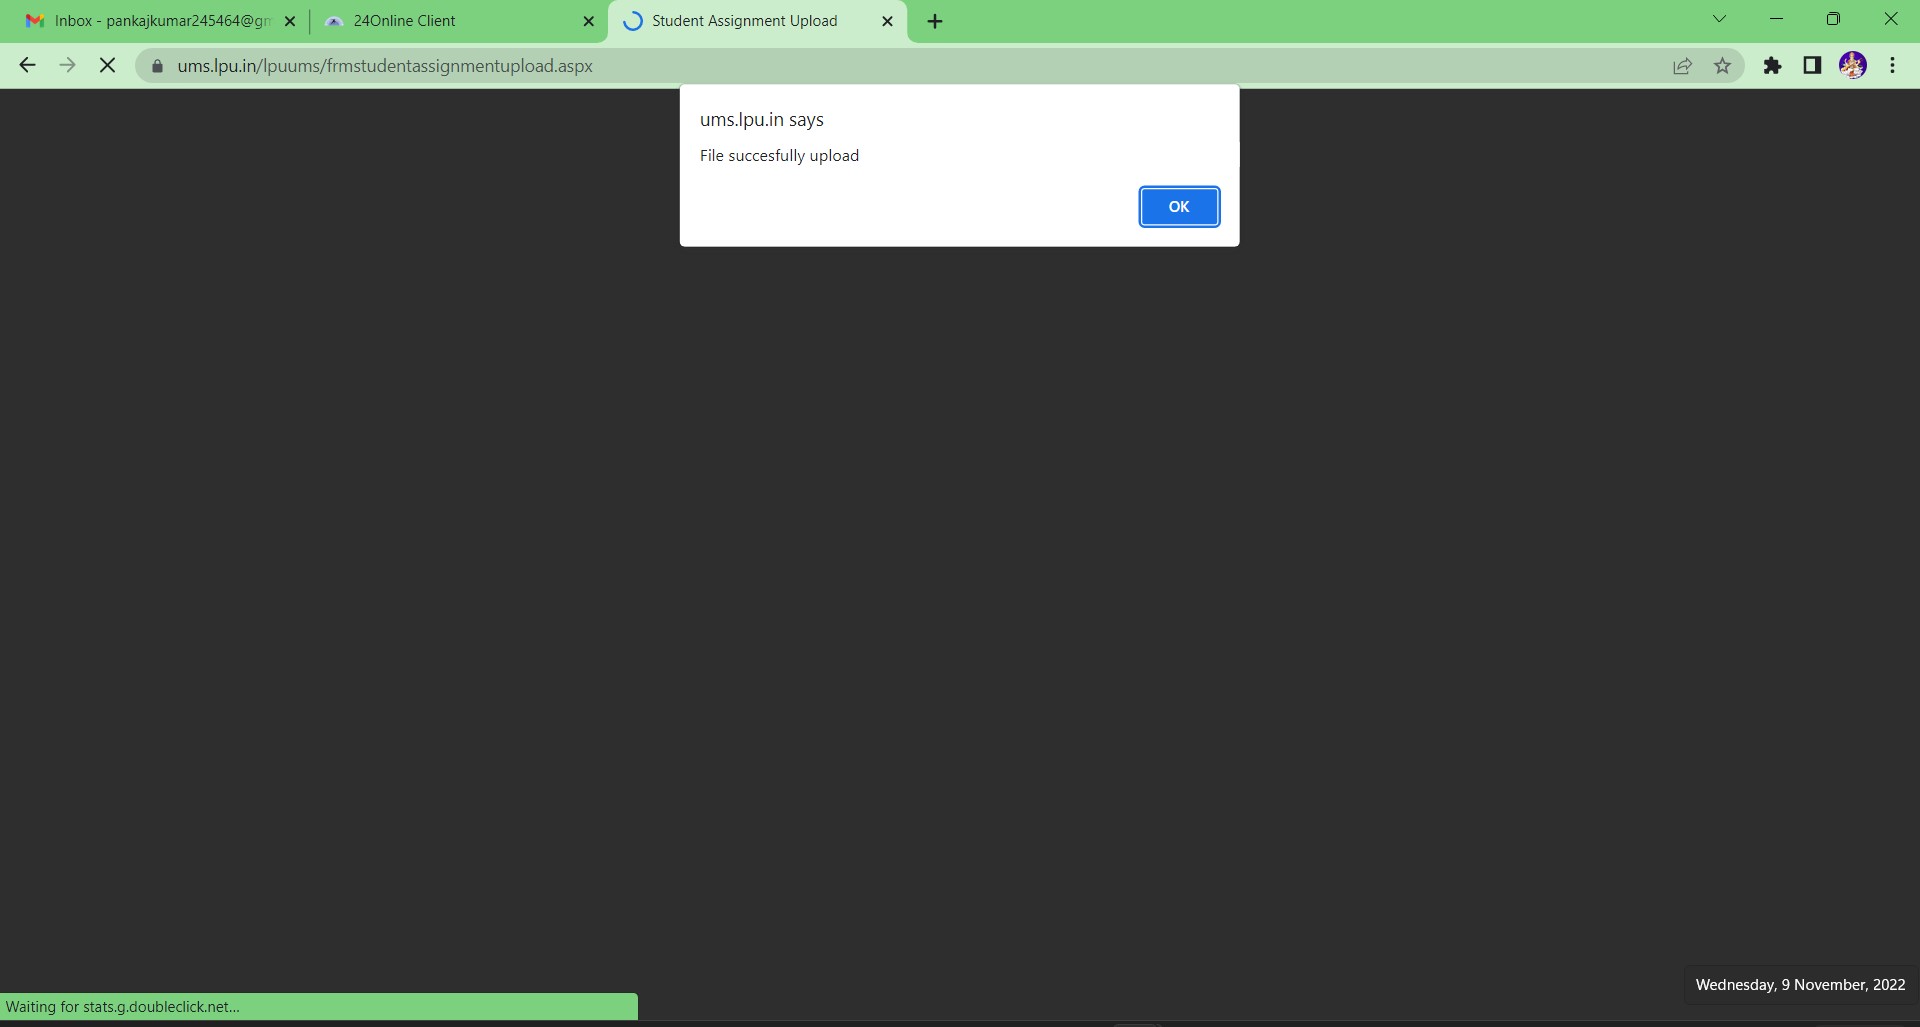 Inbox - pankajkumar245464@gm
24Online Client
Student Assignment Upload
ums.lpu.in/lpuums/frmstudentassignmentupload.aspx
ums.lpu.in says
File succesfully upload
OK
Wednesday, 9 November, 2022
Waiting for stats.g.doubleclick.net...